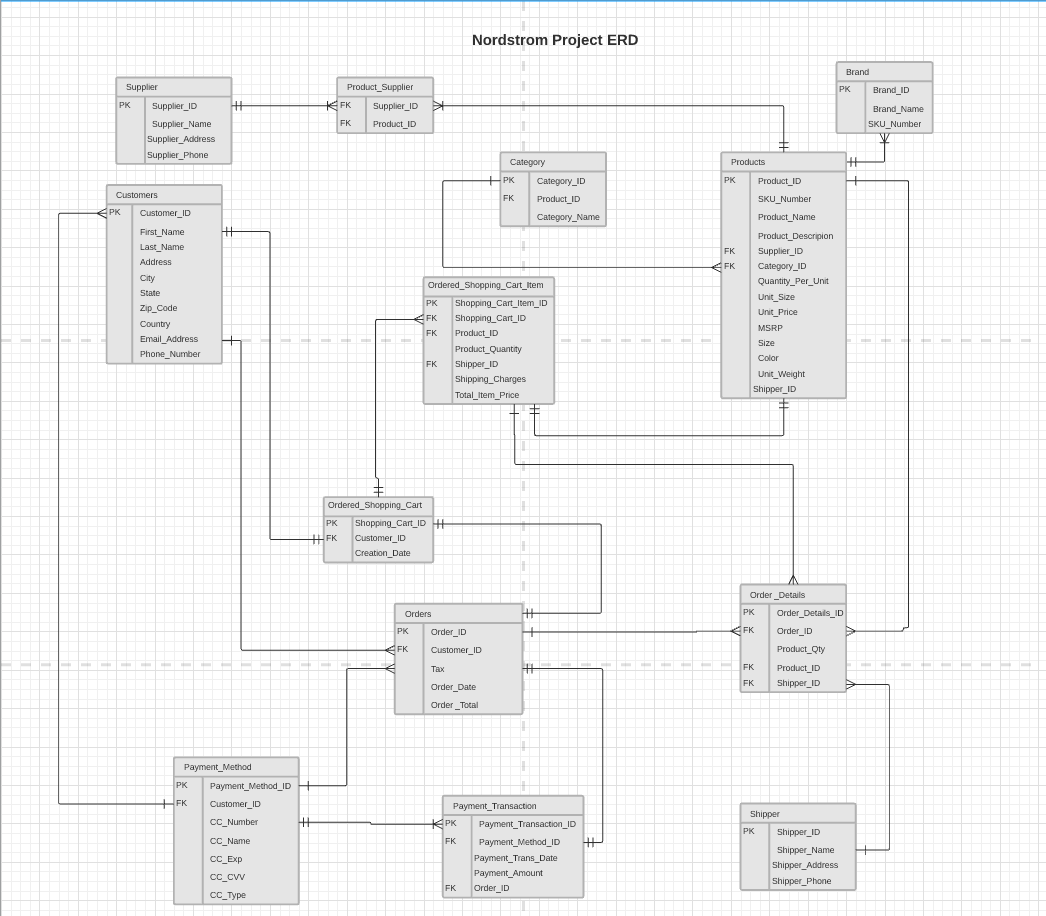 Nordstrom Project ERD
Supplier
PK Supplier_ID
Supplier_Name
Supplier_Address
Supplier_Phone
Product_Supplier
FK Supplier_ID
FK Product_ID
Brand
PK Brand_ID
Brand_Name
SKU_Number
Category
PK Category_ID
FK Product_ID
Category_Name
Products
PK Product_ID
SKU_Number
Product_Name
Product_Descripion
FK Supplier_ID
FK Category_ID
Quantity_Per_Unit
Unit_Size
Unit_Price
MSRP
Size
Color
Unit_Weight
Shipper_ID
Customers
PK Customer_ID
First_Name
Last_Name
Address
City
State
Zip_Code
Country
Email_Address
Phone_Number
Ordered_Shopping_Cart_Item
PK Shopping_Cart_Item_ID
FK Shopping_Cart_ID
FK Product_ID
Product_Quantity
FK Shipper_ID
Shipping_Charges
Total_Item_Price
Ordered_Shopping_Cart
PK Shopping_Cart_ID
FK Customer_ID
Creation_Date
Orders
PK Order_ID
FK Customer_ID
Tax
Order_Date
Order _Total
Order _Details
PK Order_Details_ID
FK Order_ID
Product_Qty
FK Product_ID
FK Shipper_ID
Payment_Method
PK Payment_Method_ID
FK Customer_ID
CC_Number
CC_Name
CC_Exp
CC_CVV
CC_Type
Payment_Transaction
PK Payment_Transaction_ID
FK Payment_Method_ID
Payment_Trans_Date
Payment_Amount
FK Order_ID
Shipper
PK Shipper_ID
Shipper_Name
Shipper_Address
Shipper_Phone